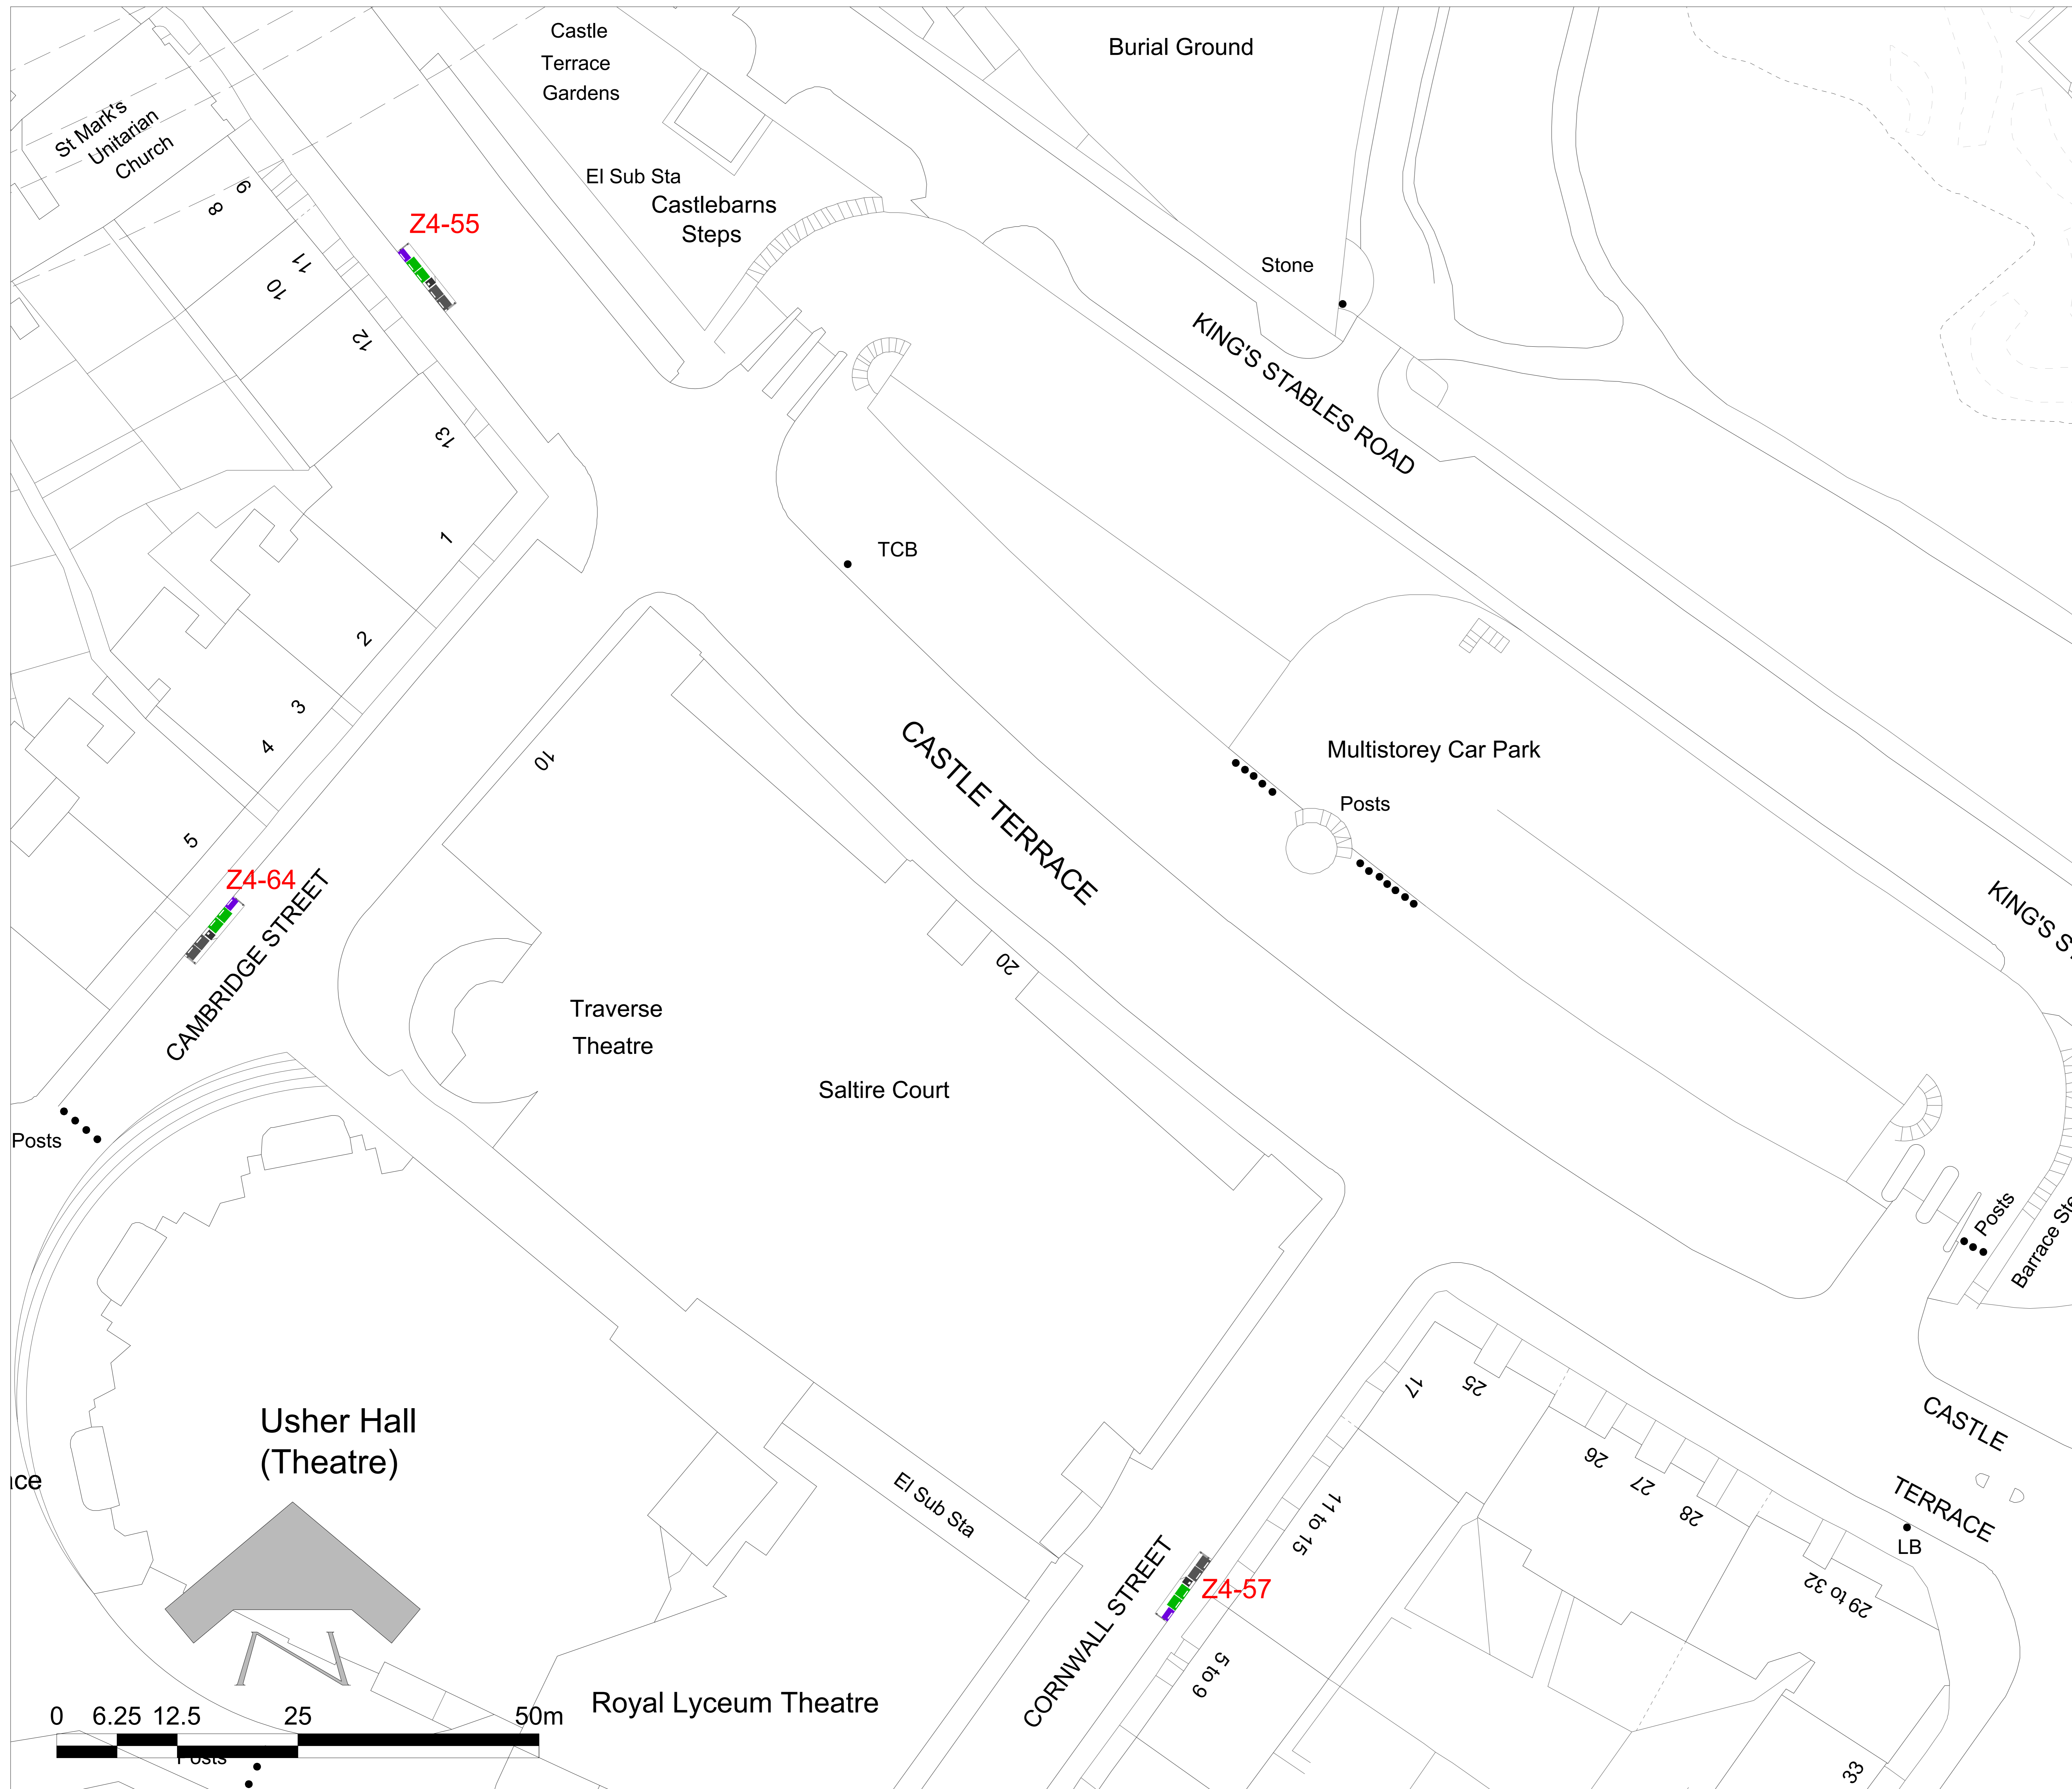 Castle
Terrace
Gardens
Burial Ground
St Mark's
Unitarian
Church
El Sub Sta
Castlebarns
Steps
9
8
Z4-55
11
10
12
13
Stone
KING'S STABLES ROAD
TCB
1
2
3
4
5
10
CASTLE TERRACE
Multistorey Car Park
Posts
Z4-64
CAMBRIDGE STREET
20
Traverse
Theatre
Saltire Court
KING'S
Posts
Posts
Barrace
Usher Hall
(Theatre)
El Sub Sta
17
25
26
27
28
29 to 32
CASTLE
TERRACE
LB
11 to 15
Z4-57
CORNWALL STREET
5 to 9
Royal Lyceum Theatre
33
0 6.25 12.5 25 50m
Posts